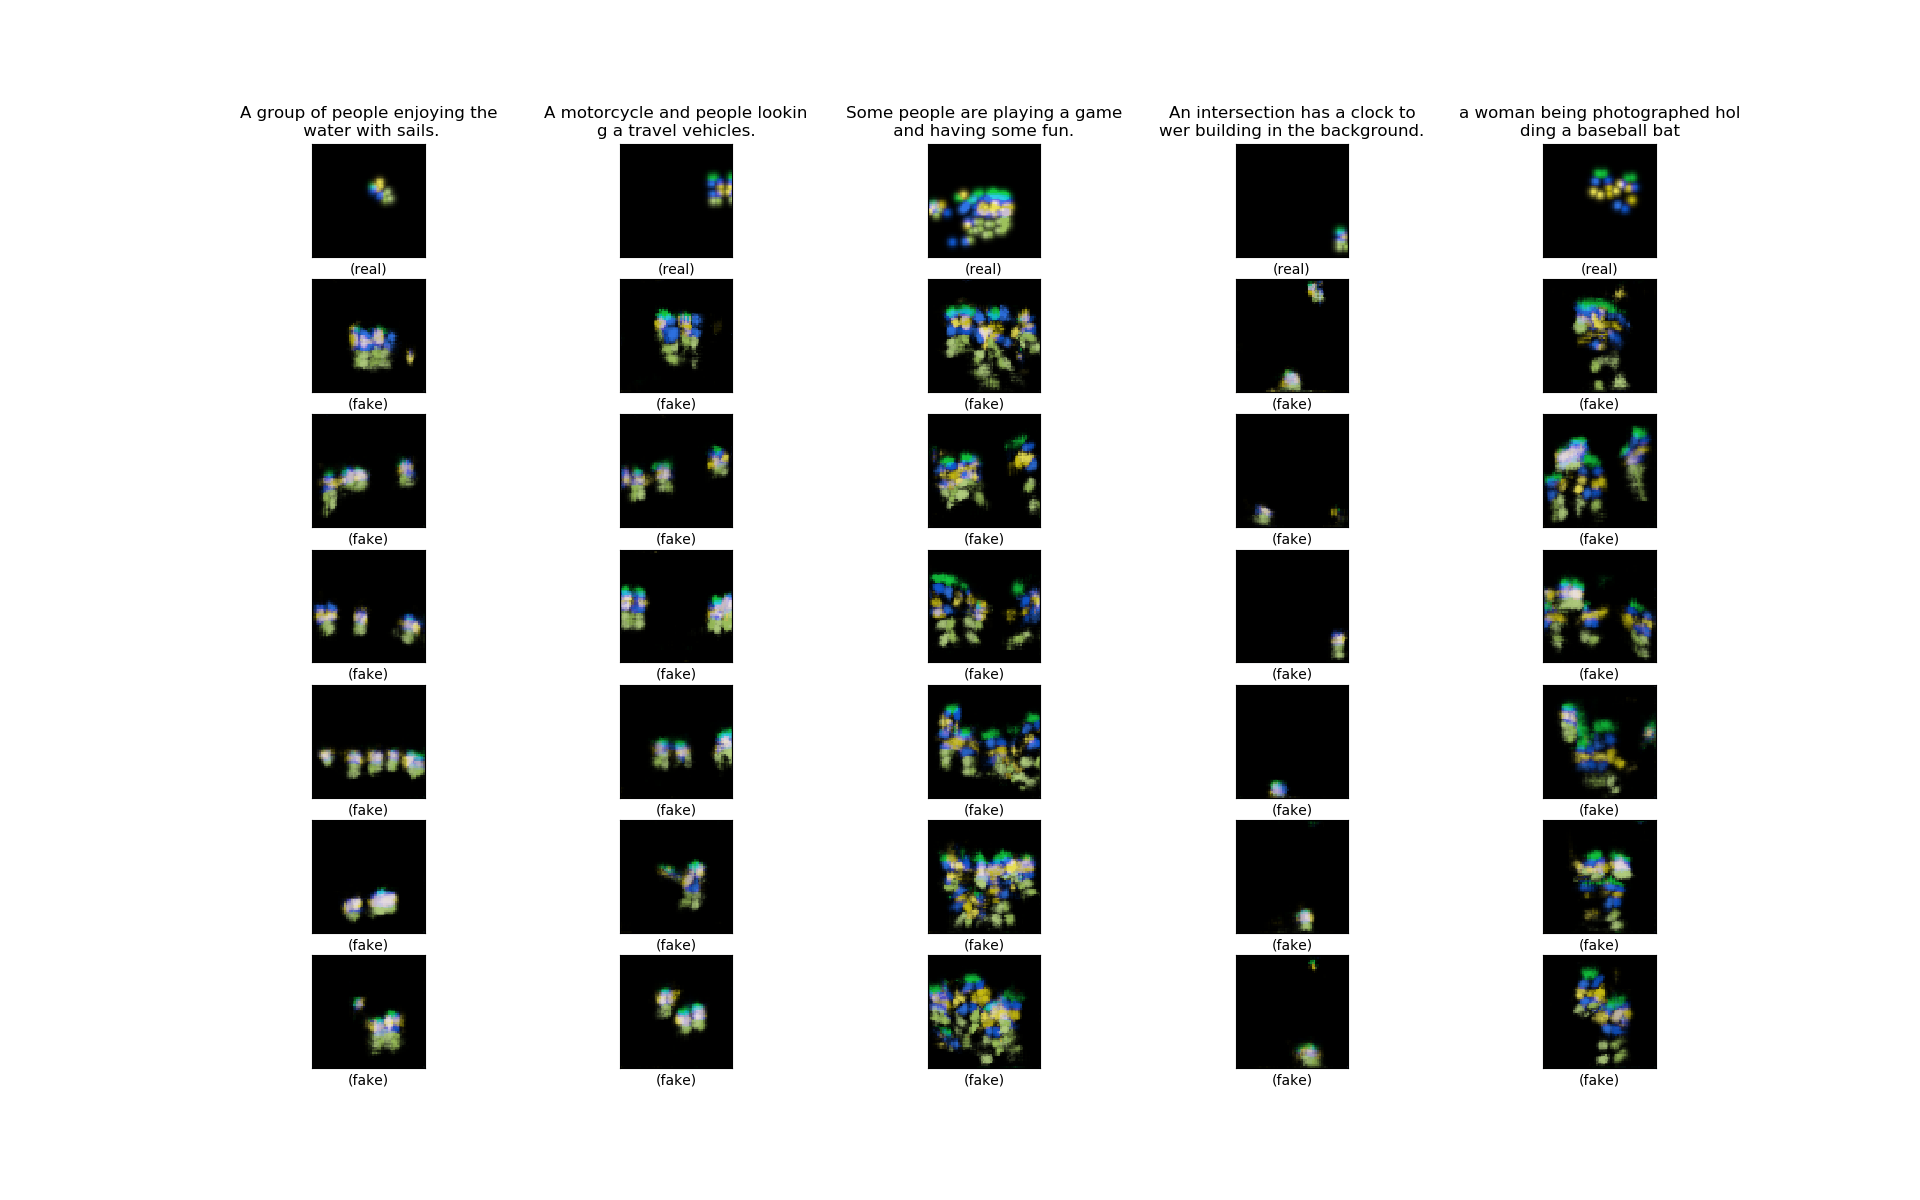 A group of people enjoying the
water with sails.
A motorcycle and people lookin
g a travel vehicles.
Some people are playing a game
and having some fun.
An intersection has a clock to
wer building in the background.
a woman being photographed hol
ding a baseball bat
(real) (real) (real) (real) (real)
(fake) (fake) (fake) (fake) (fake)
(fake) (fake) (fake) (fake) (fake)
(fake) (fake) (fake) (fake) (fake)
(fake) (fake) (fake) (fake) (fake)
(fake) (fake) (fake) (fake) (fake)
(fake) (fake) (fake) (fake) (fake)